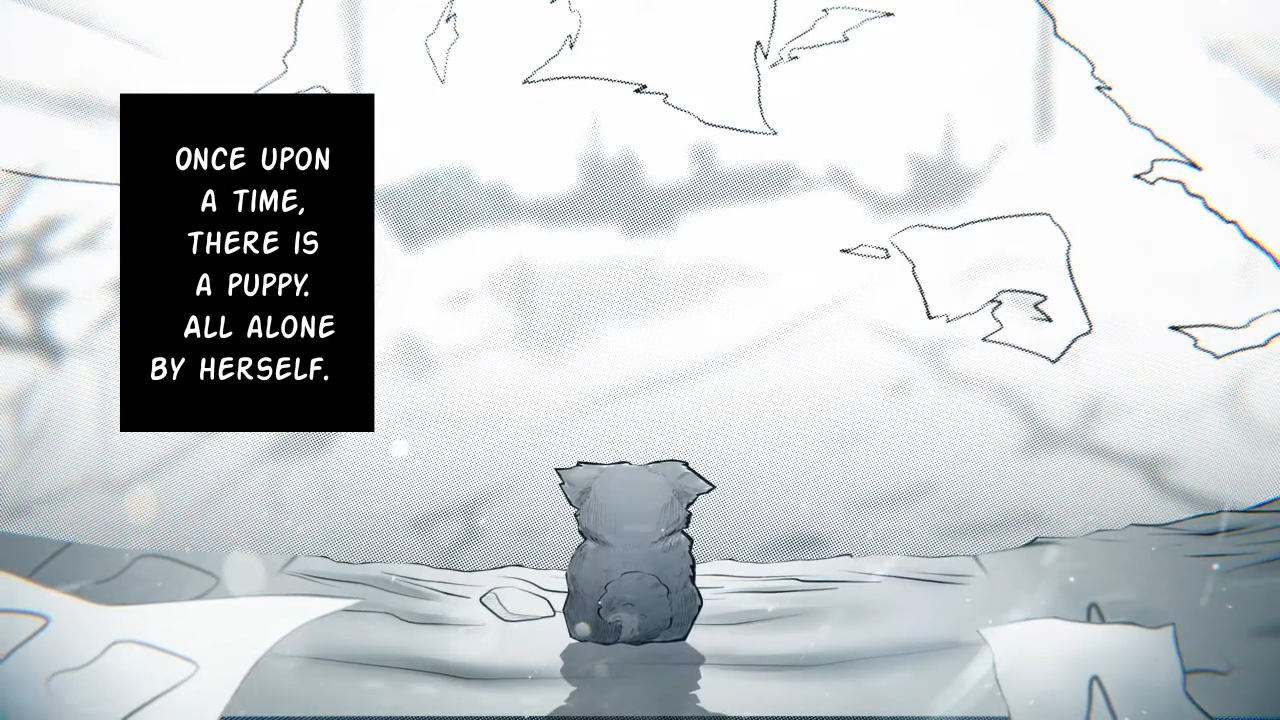 ONCE UPON
A TIME,
THERE IS
A PUPPY.
ALL ALONE
BY HERSELF.